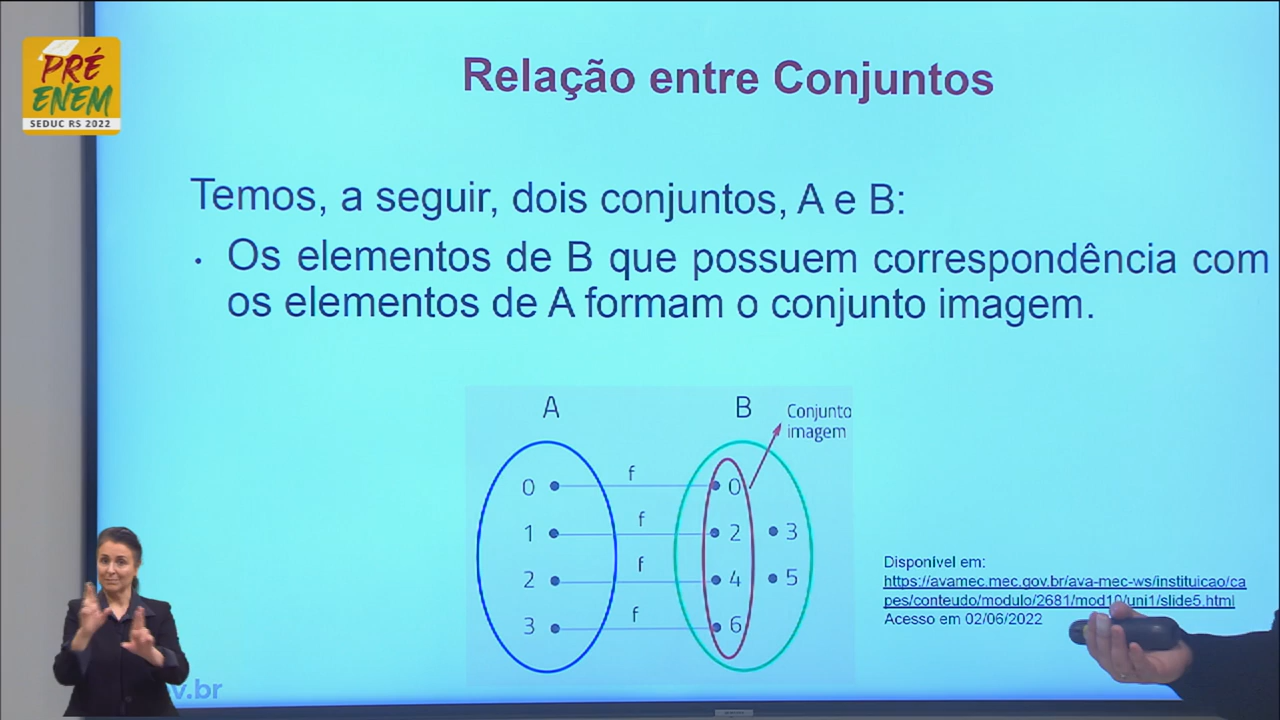 PRÉ
ENEM
SEDUC RS 2022
Relação entre Conjuntos
Temos, a seguir, dois conjuntos, A e B:
• Os elementos de B que possuem correspondência com
os elementos de A formam o conjunto imagem.
A
B
Conjunto
imagem
0 f 0
1 f 2 3
2 f 4 5
3 f 6
Disponível em:
https://avamec.mec.gov.br/ava-mec-ws/instituicao/ca
pes/conteudo/modulo/2681/mod10/uni1/slide5.html
Acesso em 02/06/2022
v.br